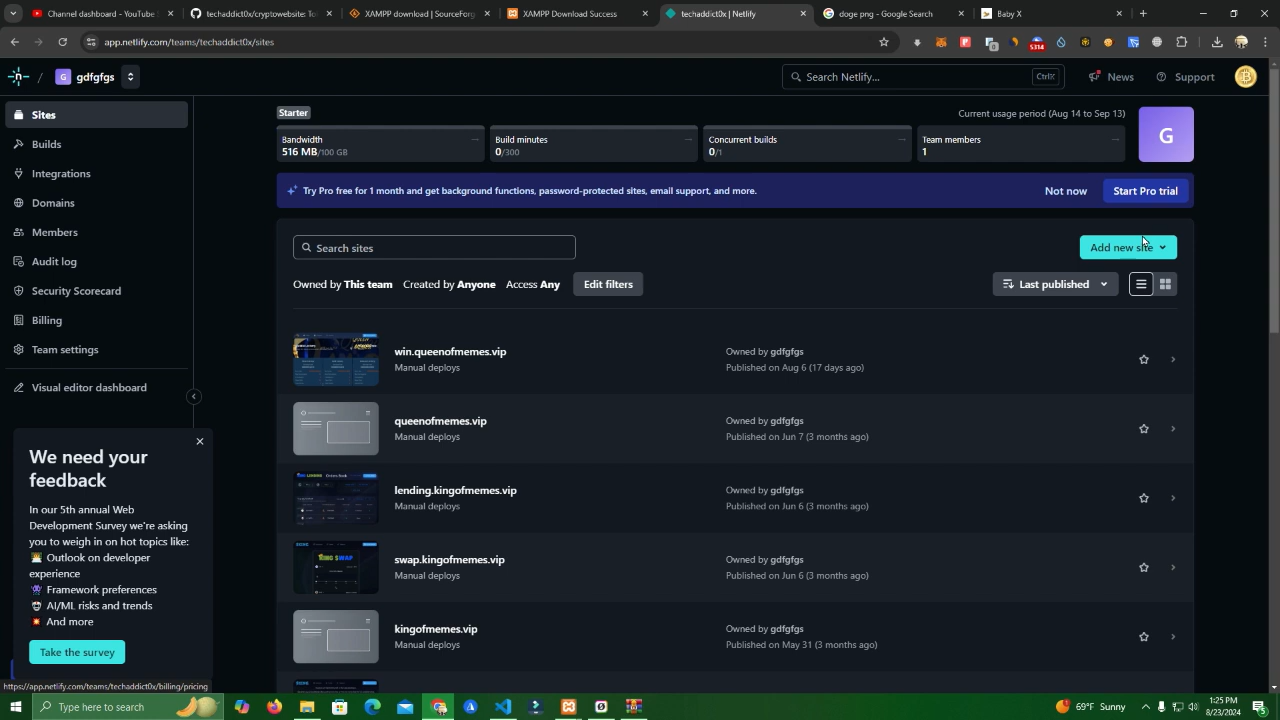 Channel dashboard - YouTube S
techaddict0x/cryptowebsite: To
XAMPP download | SourceForg
XAMPP Download Success
techaddict0x | Netlify
doge png - Google Search
Baby X
app.netlify.com/teams/techaddict0x/sites
5314
/ G gdfgfgs
Search Netlify...
Ctrl K
News
Support
Sites
Builds
Integrations
Domains
Members
Audit log
Security Scorecard
Billing
Team settings
Visual editor dashboard
We need your
feedback
Development Survey we're asking
you to weigh in on hot topics like:
Outlook on developer
experience
Framework preferences
AI/ML risks and trends
And more
Take the survey
https://app.netlify.com/teams/techaddict0x/billing/pricing
Starter
Current usage period (Aug 14 to Sep 13)
G
Bandwidth
516 MB/100 GB
Build minutes
0/300
Concurrent builds
0/1
Team members
1
Try Pro free for 1 month and get background functions, password-protected sites, email support, and more.
Not now
Start Pro trial
Search sites
Add new site
Owned by This team Created by Anyone Access Any Edit filters
Last published
win.queenofmemes.vip
Manual deploys
Owned by gdfgfgs
Published on Aug 6 (17 days ago)
queenofmemes.vip
Manual deploys
Owned by gdfgfgs
Published on Jun 7 (3 months ago)
lending.kingofmemes.vip
Manual deploys
Owned by gdfgfgs
Published on Jun 6 (3 months ago)
swap.kingofmemes.vip
Manual deploys
Owned by gdfgfgs
Published on Jun 6 (3 months ago)
kingofmemes.vip
Manual deploys
Owned by gdfgfgs
Published on May 31 (3 months ago)
KING SWAP
Type here to search
69°F Sunny
1:25 PM
8/23/2024